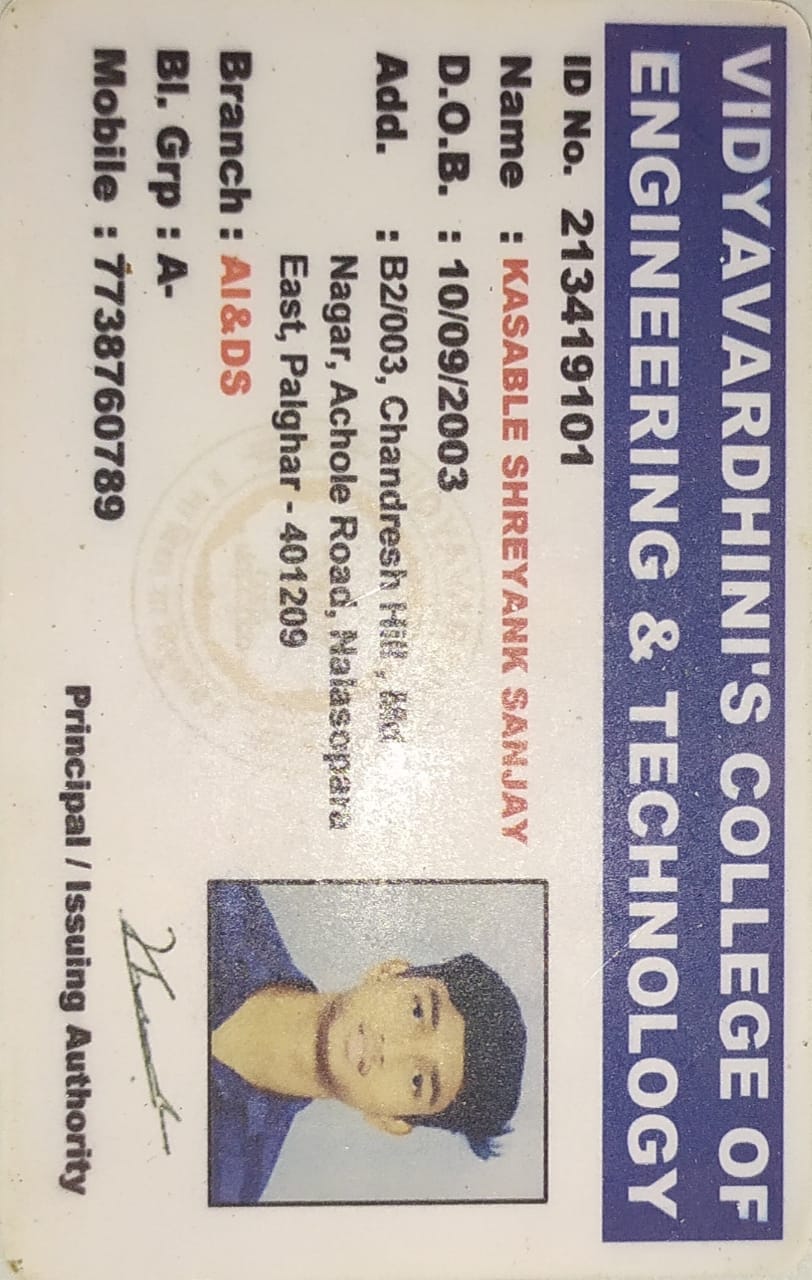 VIDYAVARDHINI'S COLLEGE OF
ENGINEERING & TECHNOLOGY
ID No. 213419101
Name : KASABLE SHREYANK SANJAY
D.O.B. : 10/09/2003
Add. : B2/003, Chandresh Hill , Md
Nagar, Achole Road, Nalasopara
East, Palghar - 401209
Branch : AI&DS
Bl. Grp : A-
Mobile : 7738760789
Principal / Issuing Authority